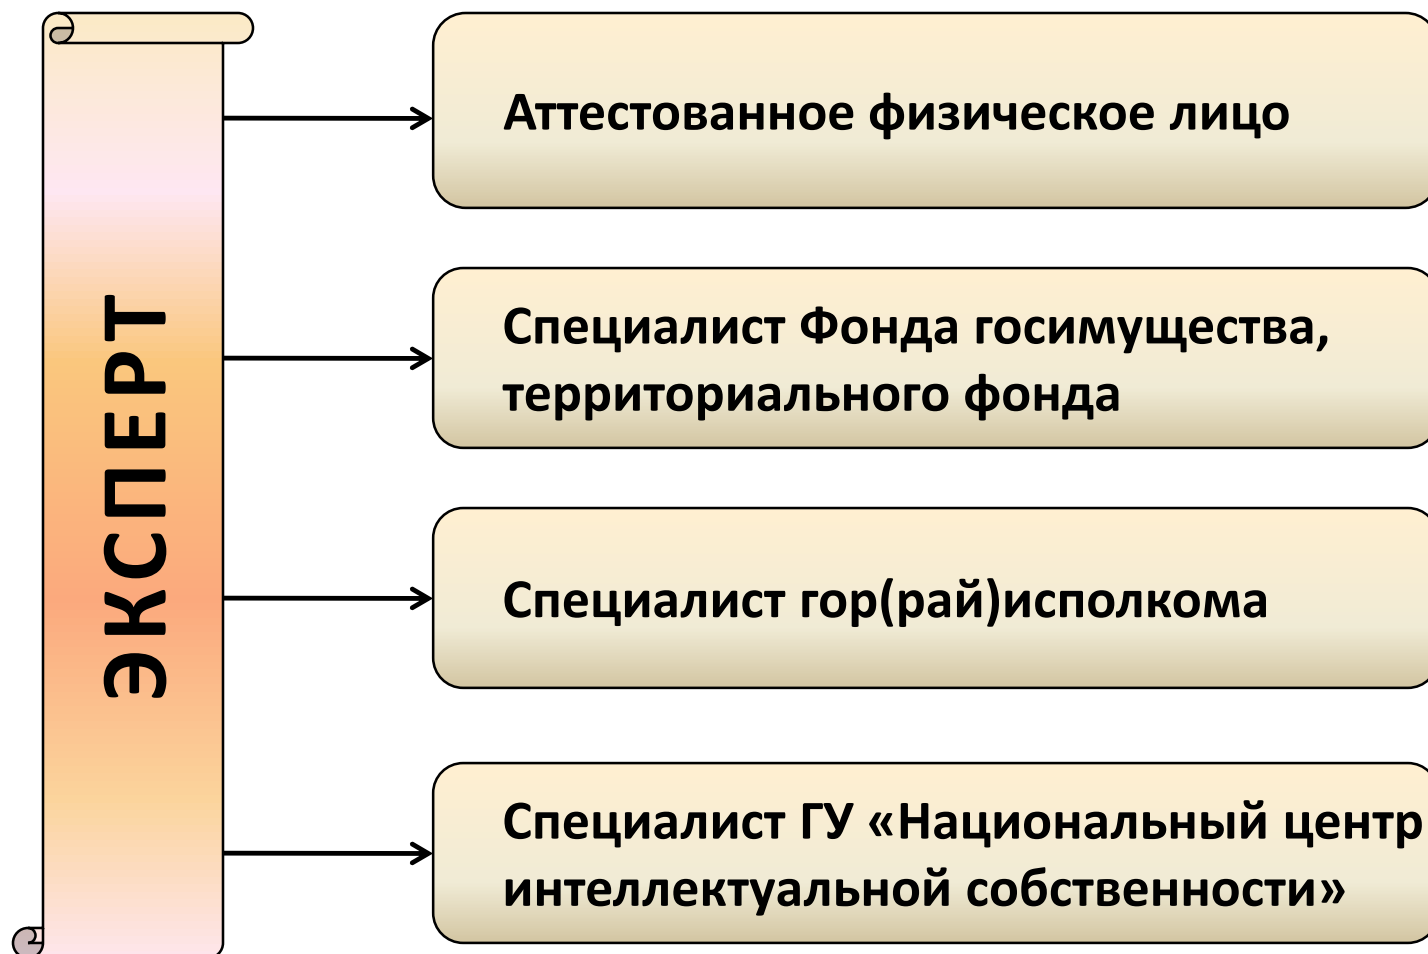 ЭКСПЕРТ
Аттестованное физическое лицо
Специалист Фонда госимущества,
территориального фонда
Специалист гор(рай)исполкома
Специалист ГУ «Национальный центр
интеллектуальной собственности»